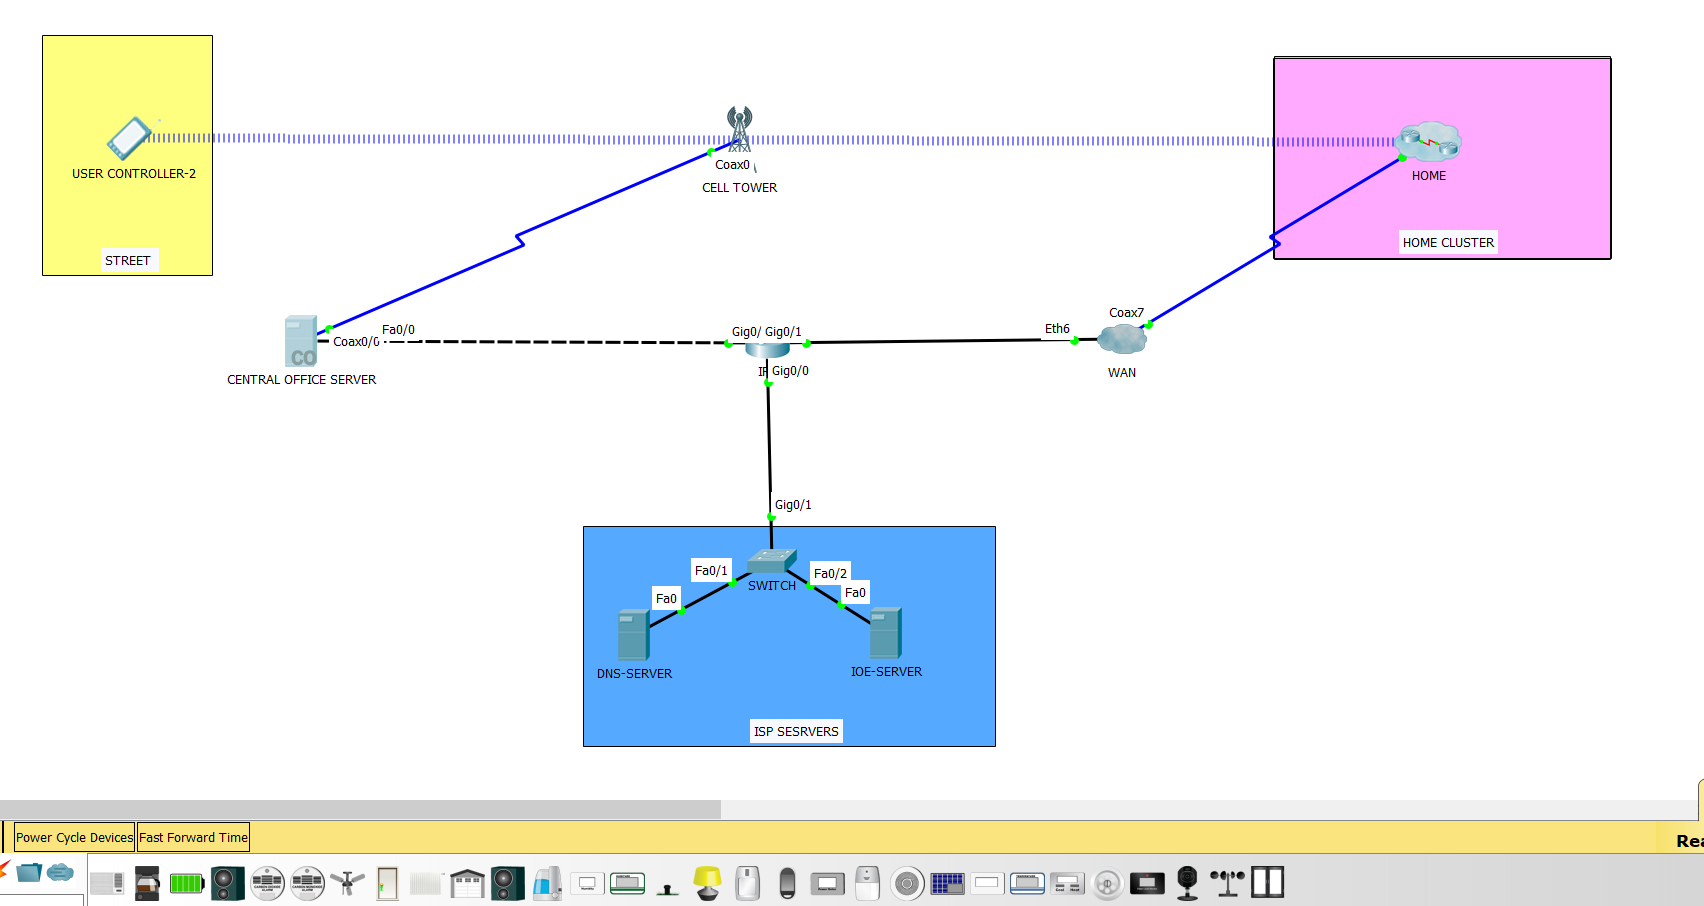 Coax0
CELL TOWER
USER CONTROLLER-2
HOME
STREET
HOME CLUSTER
Coax7
Fa0/0
Gig0/ Gig0/1
Eth6
Coax0/0
CO
Gig0/0
WAN
CENTRAL OFFICE SERVER
Gig0/1
Fa0/1
Fa0/2
SWITCH
Fa0
Fa0
DNS-SERVER
IOE-SERVER
ISP SESRVERS
Power Cycle Devices
Fast Forward Time
Rea